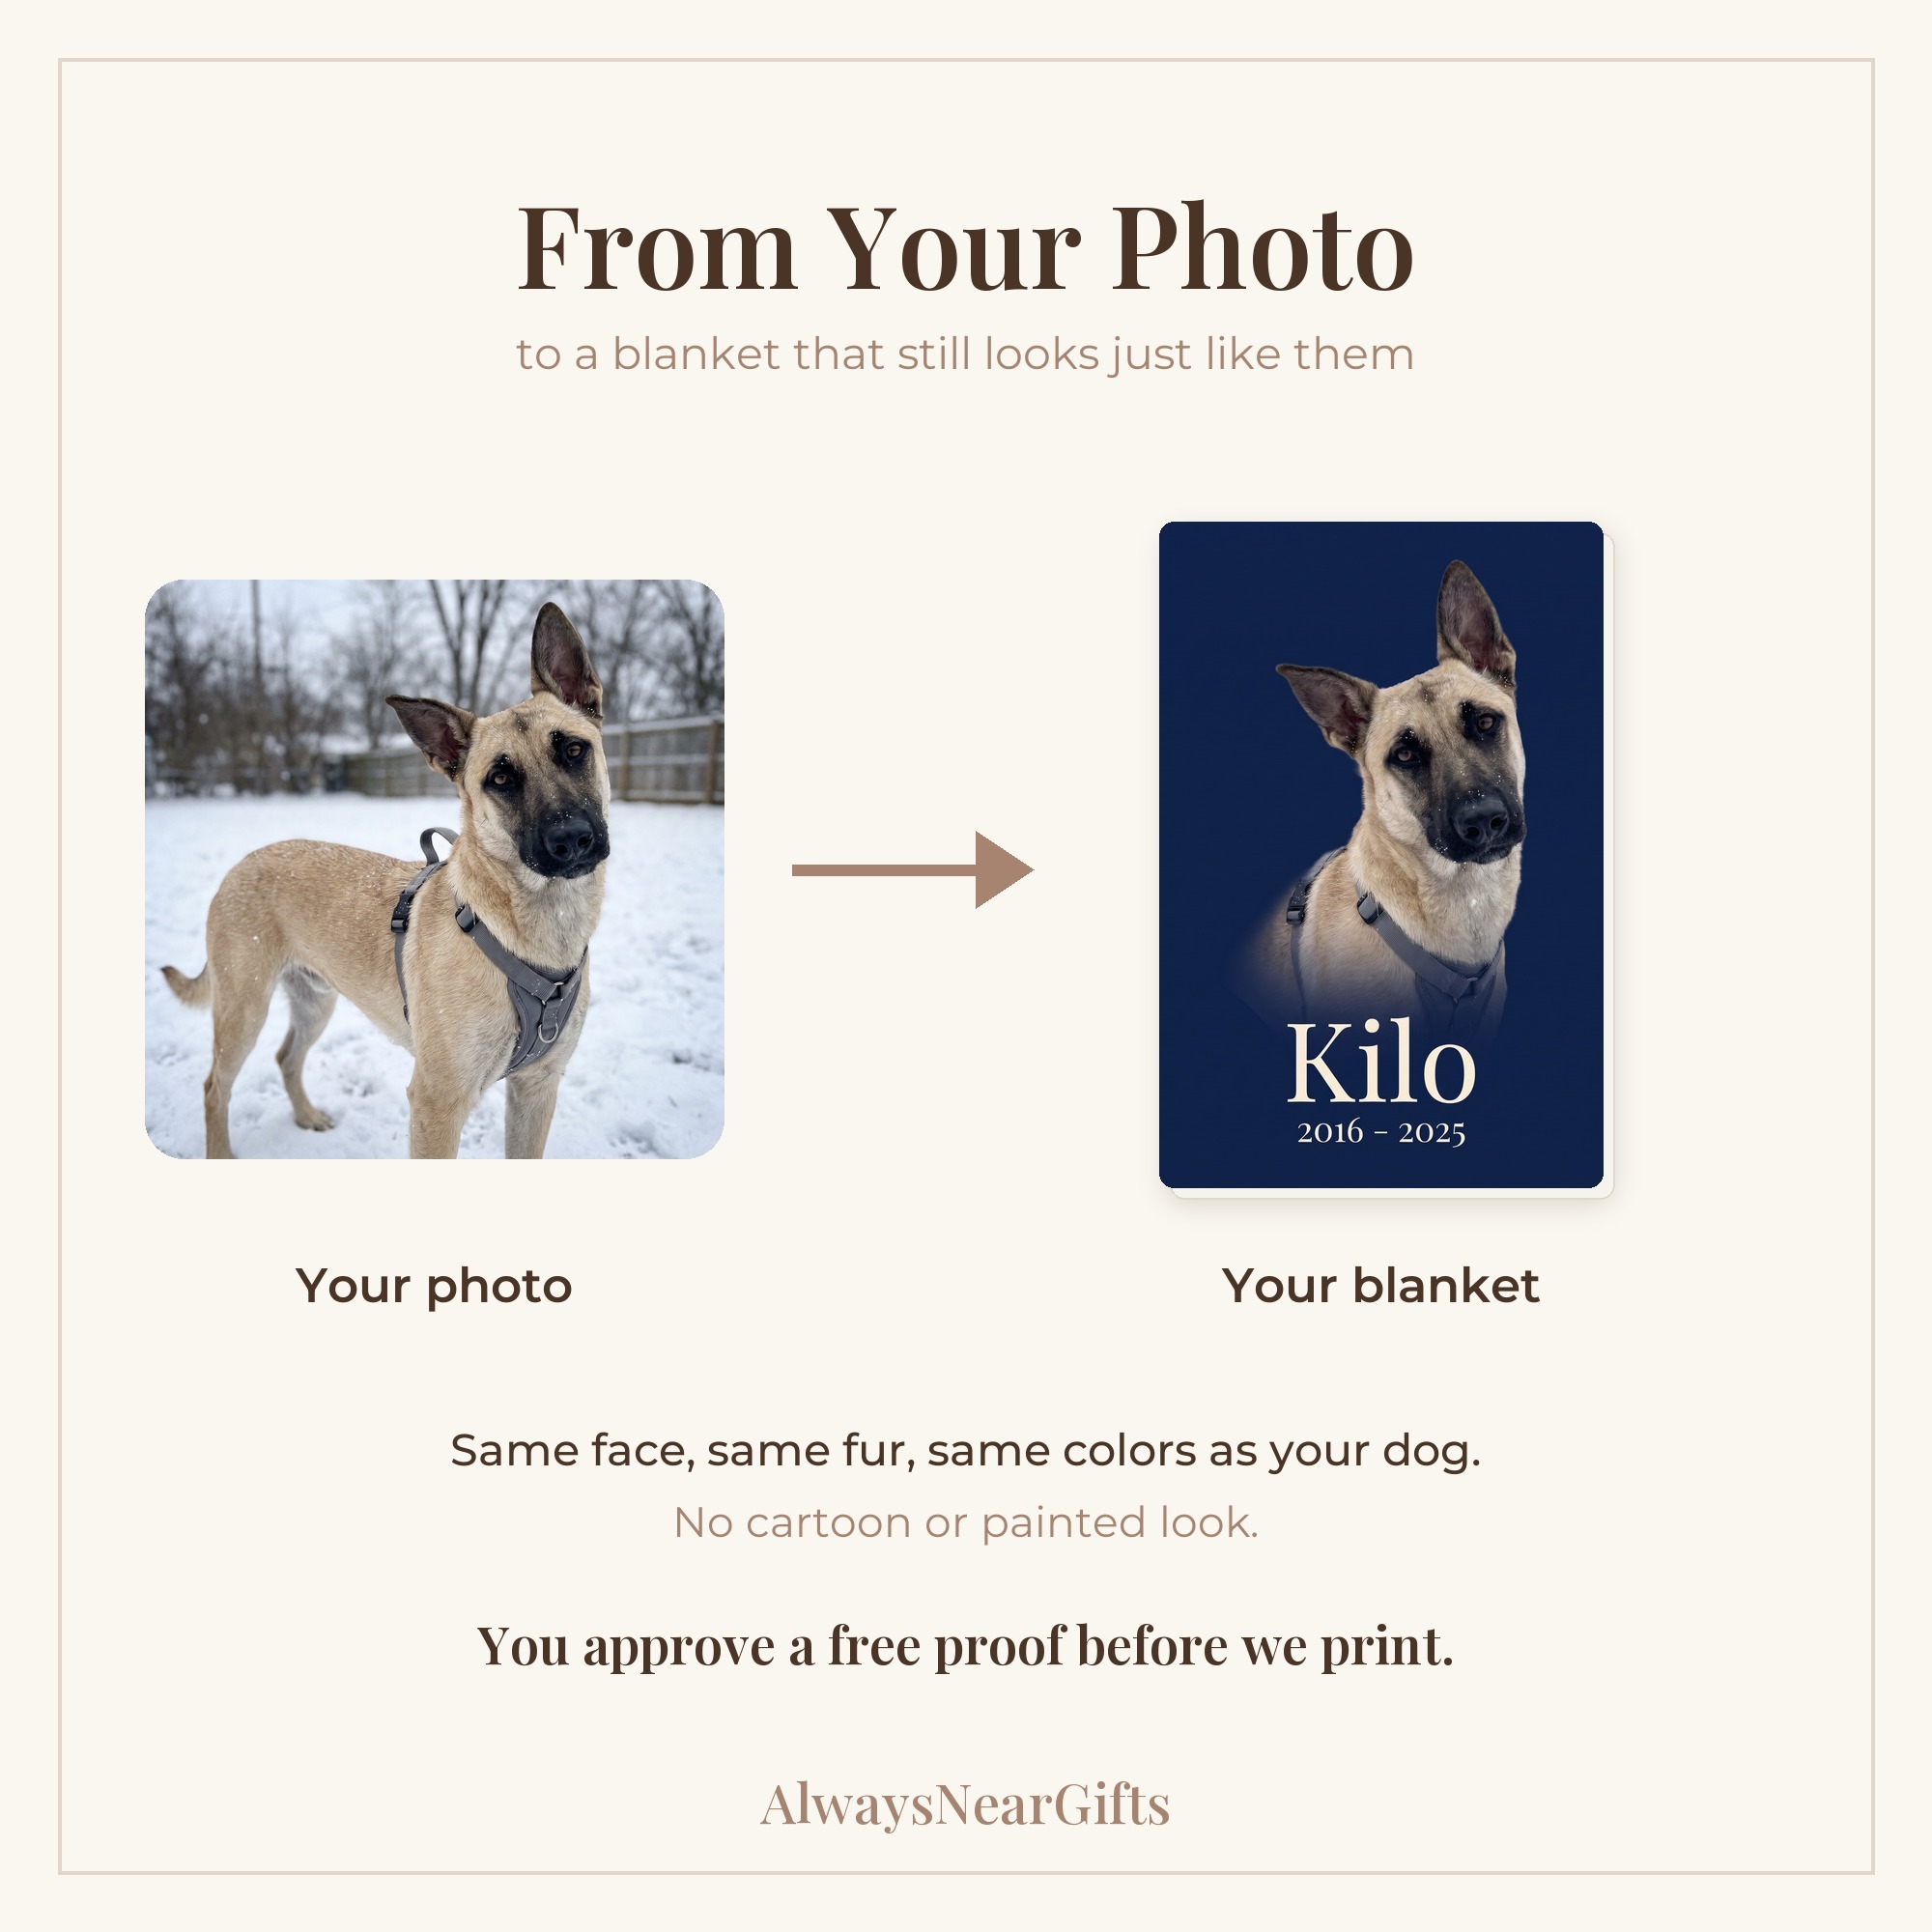 From Your Photo
to a blanket that still looks just like them
Kilo
2016 – 2025
Your photo
Your blanket
Same face, same fur, same colors as your dog.
No cartoon or painted look.
You approve a free proof before we print.
AlwaysNearGifts